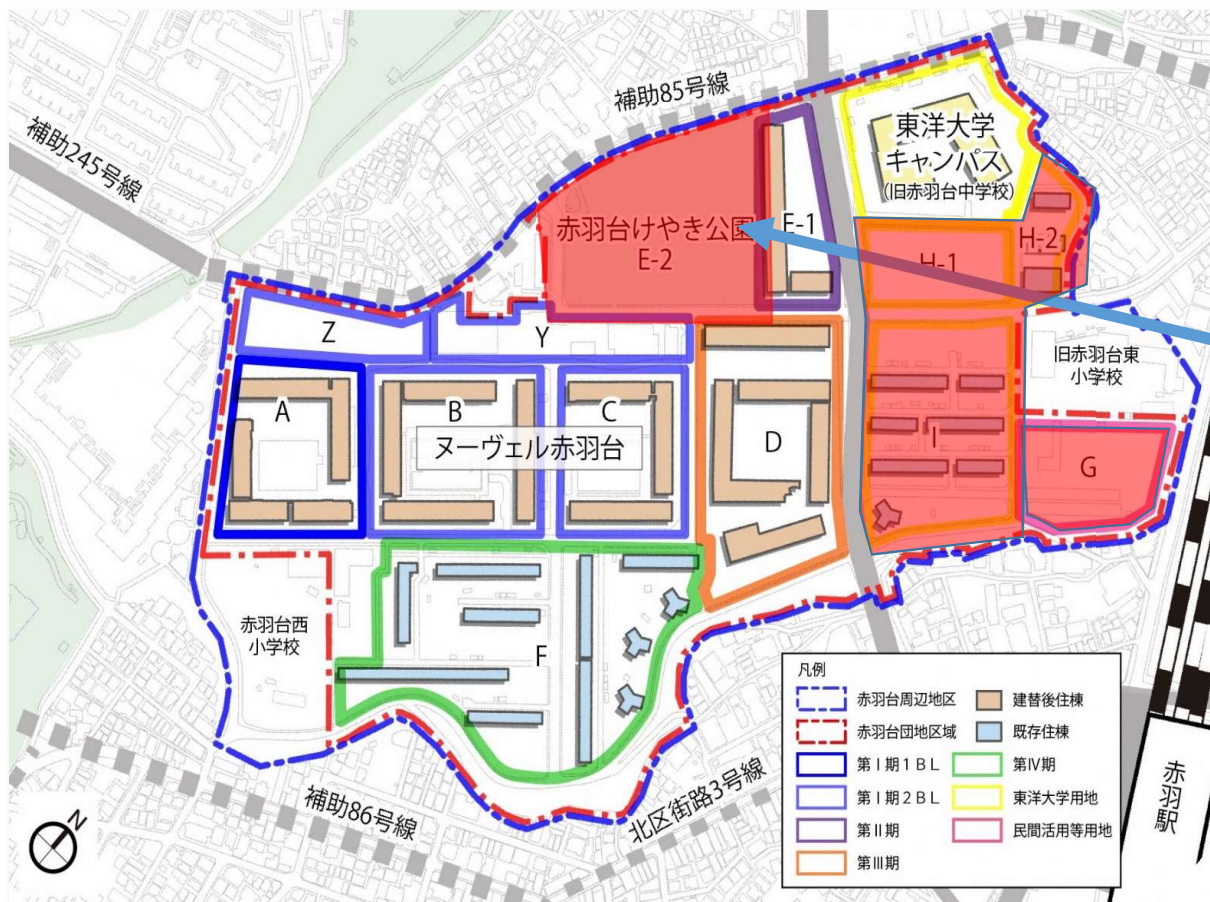 補助85号線
補助245号線
東洋大学
キャンパス
(旧赤羽台中学校)
赤羽台けやき公園
E-2
E-1
H-2
H-1
Z
Y
旧赤羽台東
小学校
A
B
C
ヌーヴェル赤羽台
D
I
G
赤羽台西
小学校
F
補助86号線
北区街路3号線
N
赤羽駅
凡例
赤羽台周辺地区
建替後住棟
赤羽台団地区域
既存住棟
第Ⅰ期1BL
第Ⅳ期
第Ⅰ期2BL
東洋大学用地
第Ⅱ期
民間活用等用地
第Ⅲ期